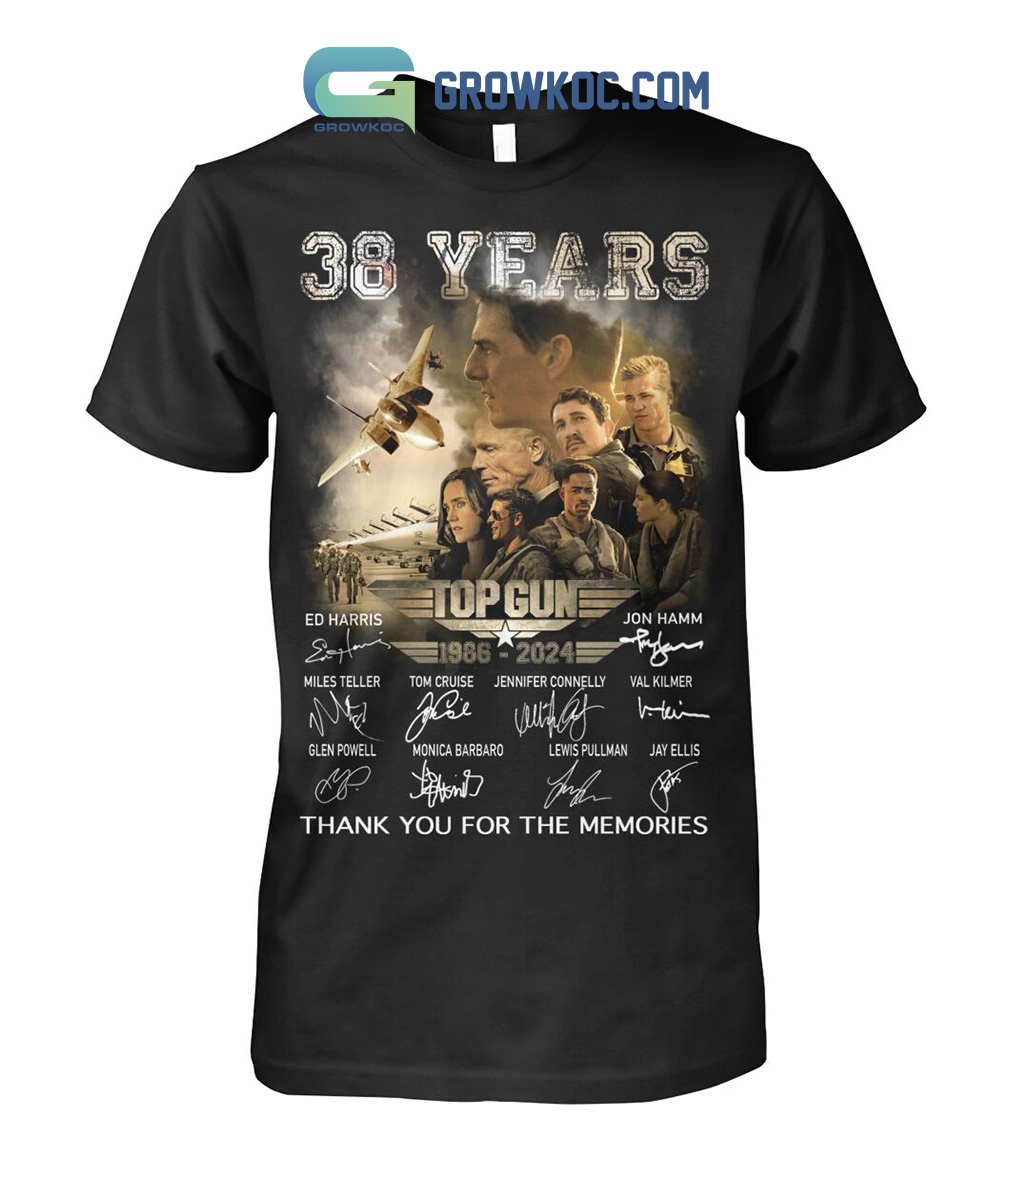 GROWKOC.COM
GROWKOC
38 YEARS
TOP GUN
ED HARRIS JON HAMM
1986 - 2024
MILES TELLER TOM CRUISE JENNIFER CONNELLY VAL KILMER
GLEN POWELL MONICA BARBARO LEWIS PULLMAN JAY ELLIS
THANK YOU FOR THE MEMORIES